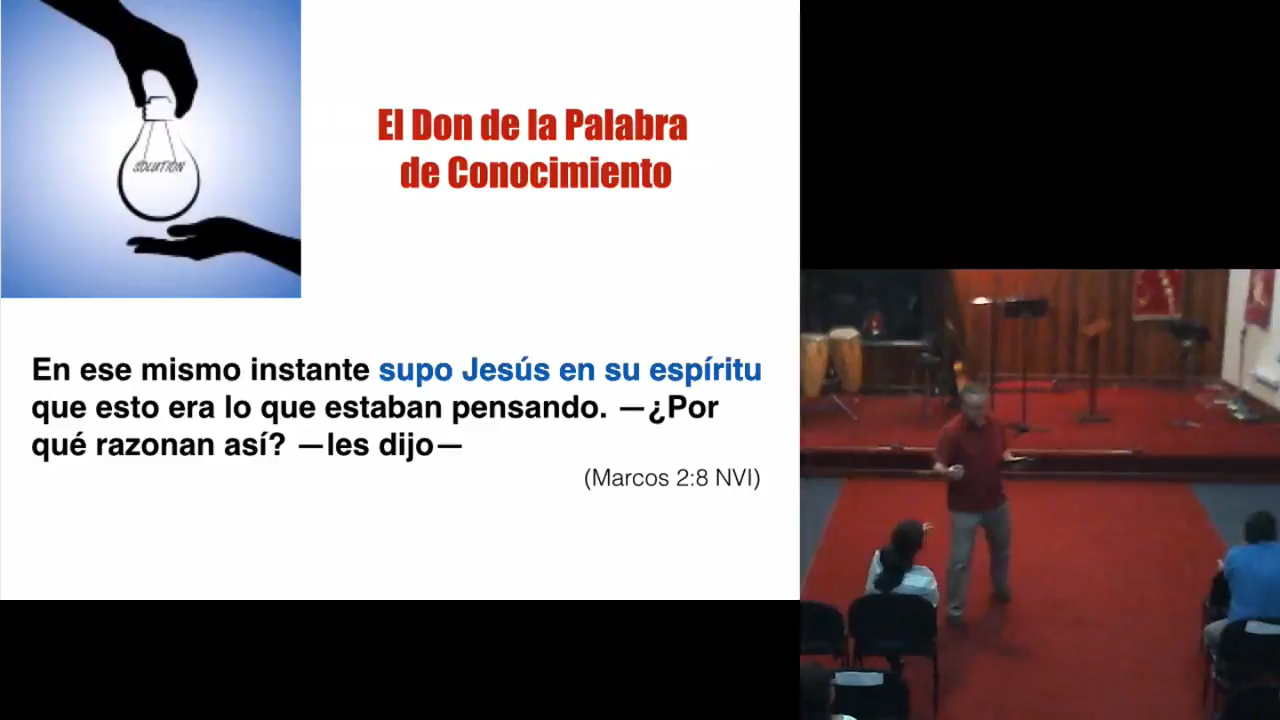 SOLUTION
El Don de la Palabra
de Conocimiento
En ese mismo instante supo Jesús en su espíritu
que esto era lo que estaban pensando. —¿Por
qué razonan así? —les dijo—
(Marcos 2:8 NVI)